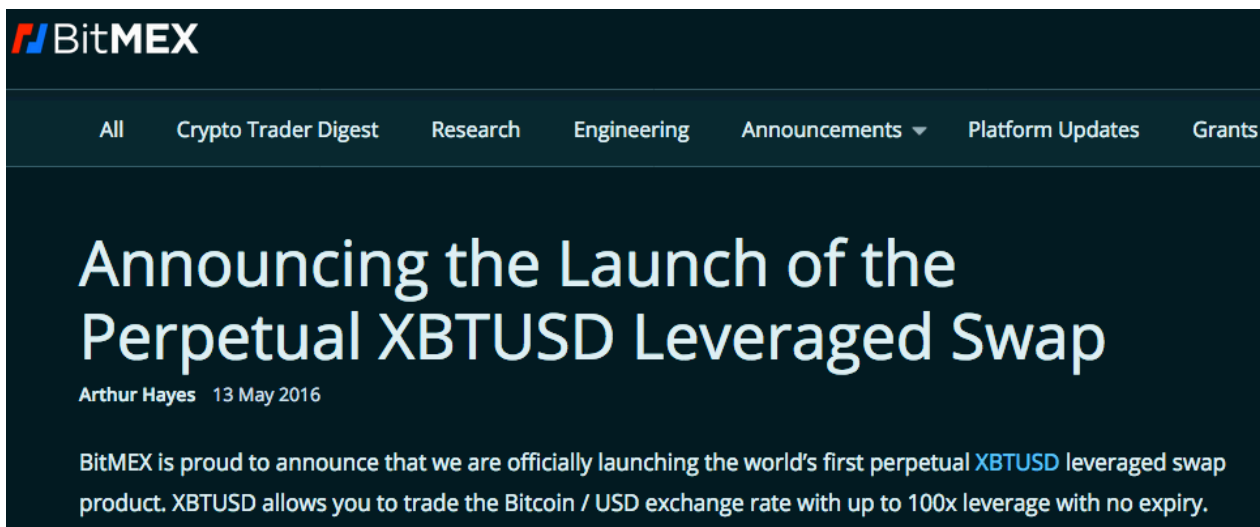 BitMEX
All Crypto Trader Digest Research Engineering Announcements Platform Updates Grants
Announcing the Launch of the
Perpetual XBTUSD Leveraged Swap
Arthur Hayes 13 May 2016
BitMEX is proud to announce that we are officially launching the world’s first perpetual XBTUSD leveraged swap
product. XBTUSD allows you to trade the Bitcoin / USD exchange rate with up to 100x leverage with no expiry.